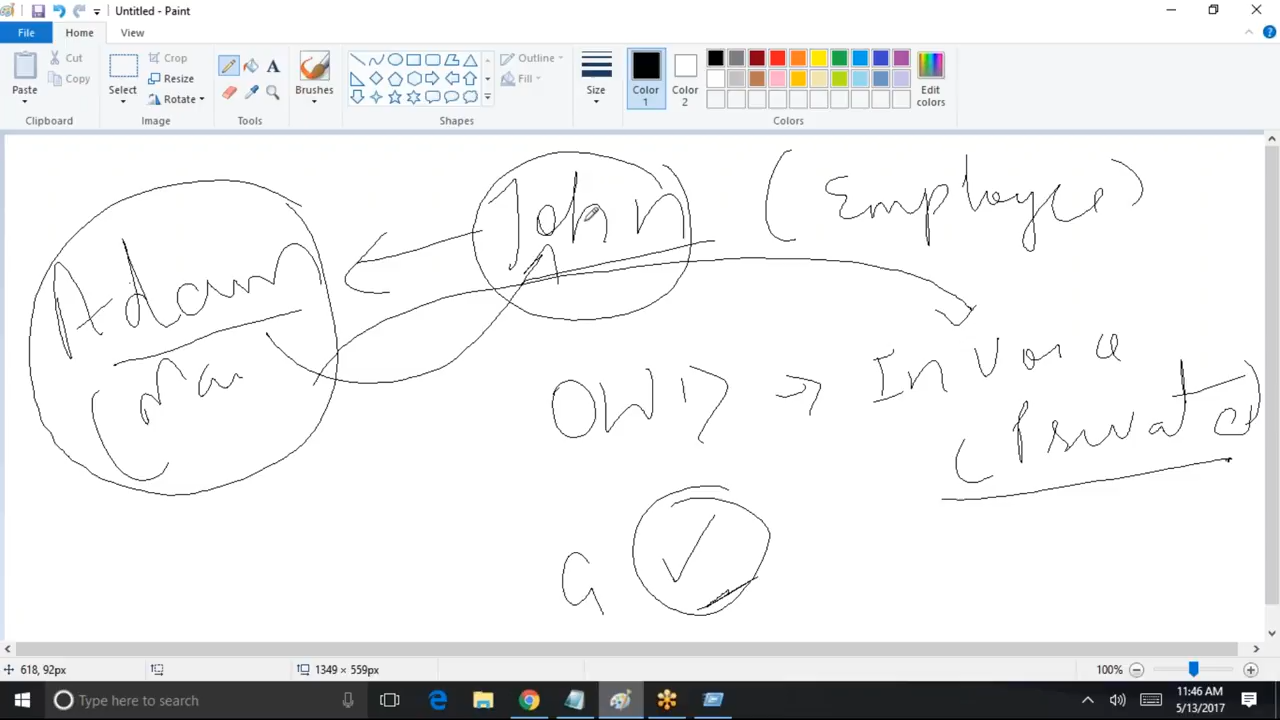 Untitled - Paint
File
Home
View
Paste
Cut
Copy
Clipboard
Select
Crop
Resize
Rotate
Image
Tools
Brushes
Shapes
Outline
Fill
Size
Color 1
Color 2
Edit colors
Colors
John (Employee)
Adam
(Ma
OWD → Invoice
(Private)
G ✓
618, 92px
1349 × 559px
100%
Type here to search
11:46 AM
5/13/2017